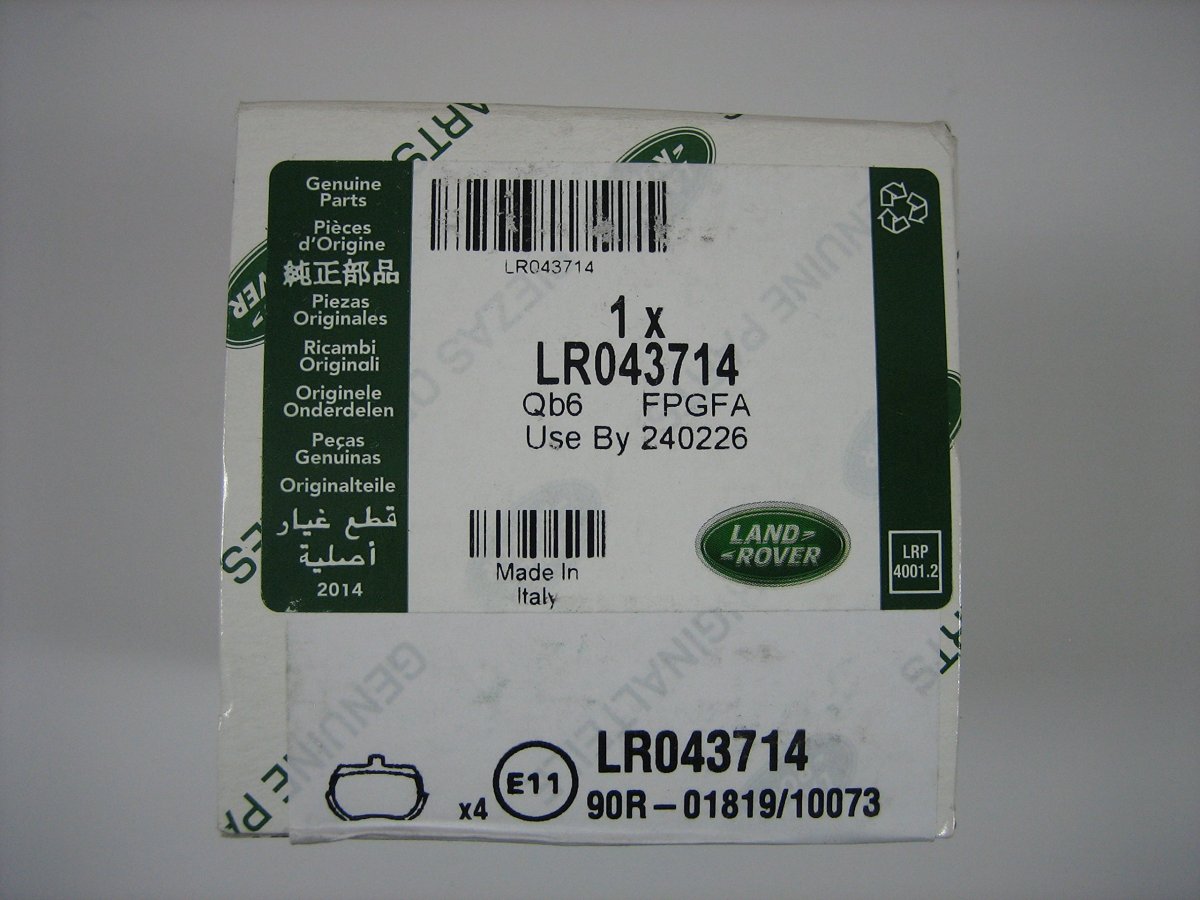 Genuine
Parts
Pièces
d'Origine
純正部品
Piezas
Originales
Ricambi
Originali
Originele
Onderdelen
Peças
Genuinas
Originalteile
قطع غيار
أصلية
2014
LR043714
1 x
LR043714
Qb6 FPGFA
Use By 240226
Made In
Italy
LAND
ROVER
LRP
4001.2
x4
E11
LR043714
90R-01819/10073
PARTS
GENUINE